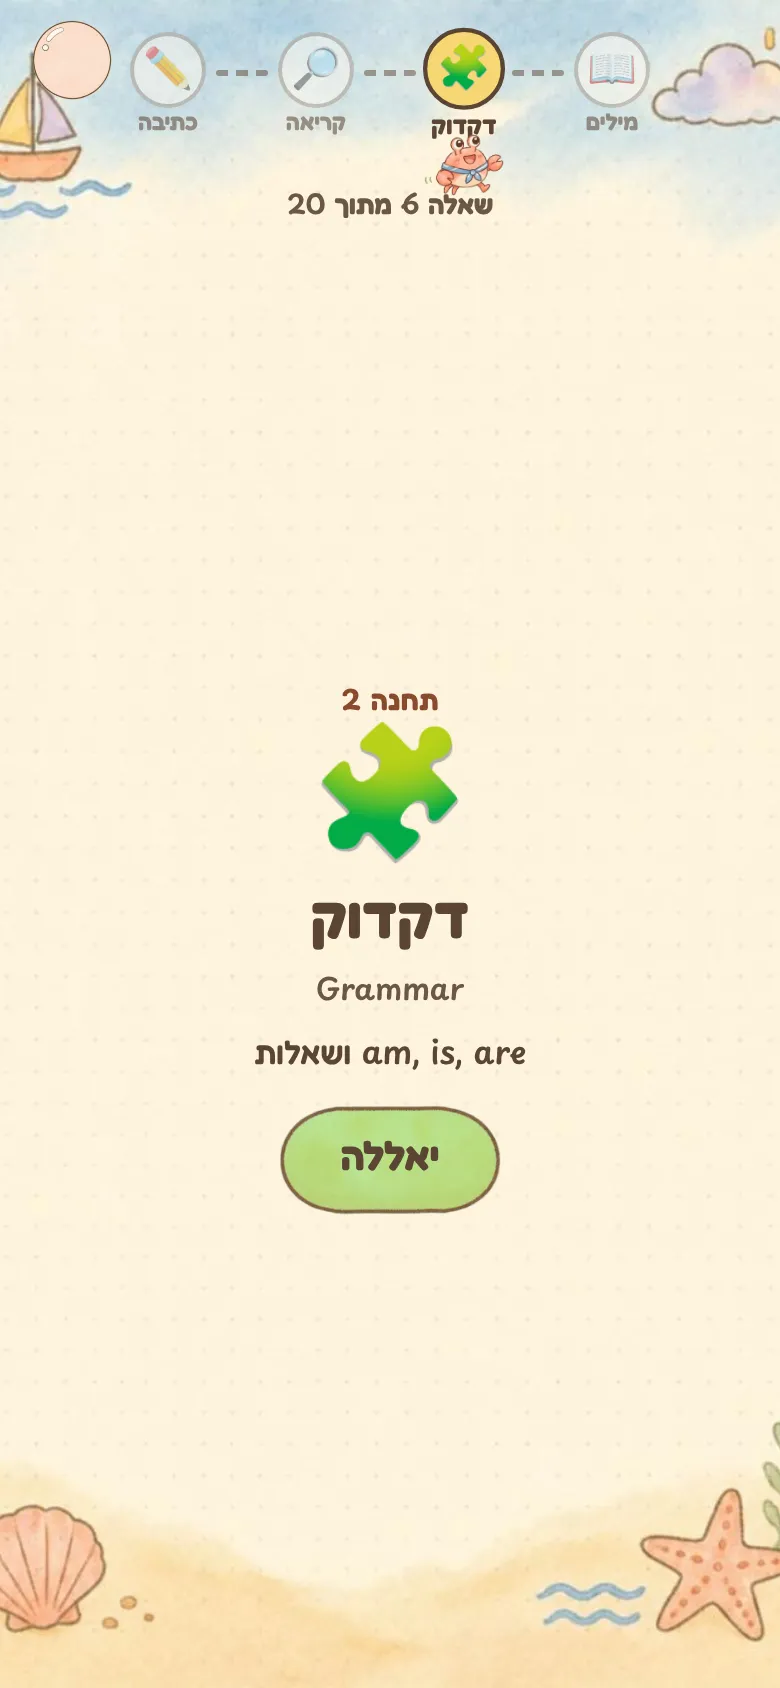 מילים
דקדוק
קריאה
כתיבה
שאלה 6 מתוך 20
תחנה 2
דקדוק
Grammar
am, is, are ושאלות
יאללה